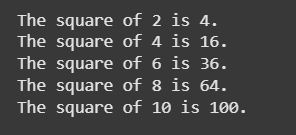 The square of 2 is 4.
The square of 4 is 16.
The square of 6 is 36.
The square of 8 is 64.
The square of 10 is 100.